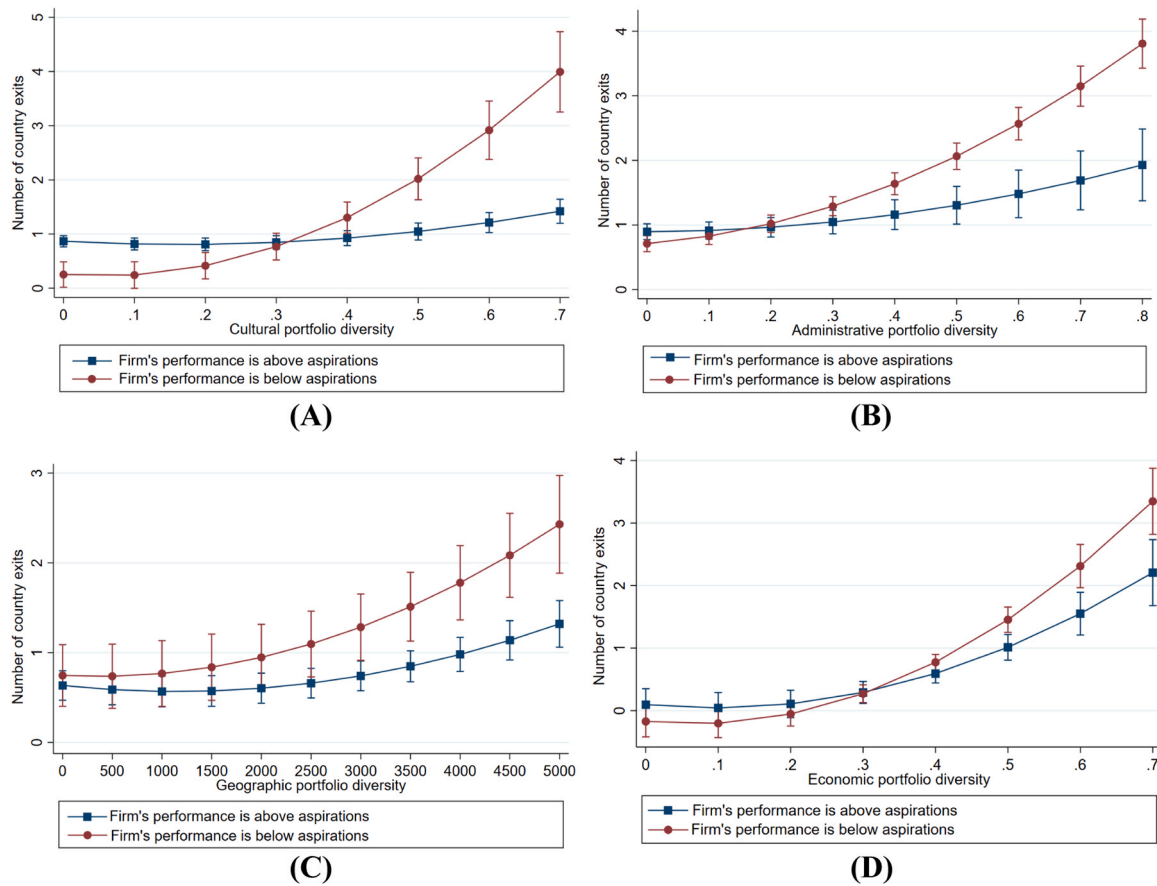 5
4
3
2
1
0
Number of country exits
0 .1 .2 .3 .4 .5 .6 .7
Cultural portfolio diversity
Firm's performance is above aspirations
Firm's performance is below aspirations
(A)
4
3
2
1
0
Number of country exits
0 .1 .2 .3 .4 .5 .6 .7 .8
Administrative portfolio diversity
Firm's performance is above aspirations
Firm's performance is below aspirations
(B)
3
2
1
0
Number of country exits
0 500 1000 1500 2000 2500 3000 3500 4000 4500 5000
Geographic portfolio diversity
Firm's performance is above aspirations
Firm's performance is below aspirations
(C)
4
3
2
1
0
Number of country exits
0 .1 .2 .3 .4 .5 .6 .7
Economic portfolio diversity
Firm's performance is above aspirations
Firm's performance is below aspirations
(D)